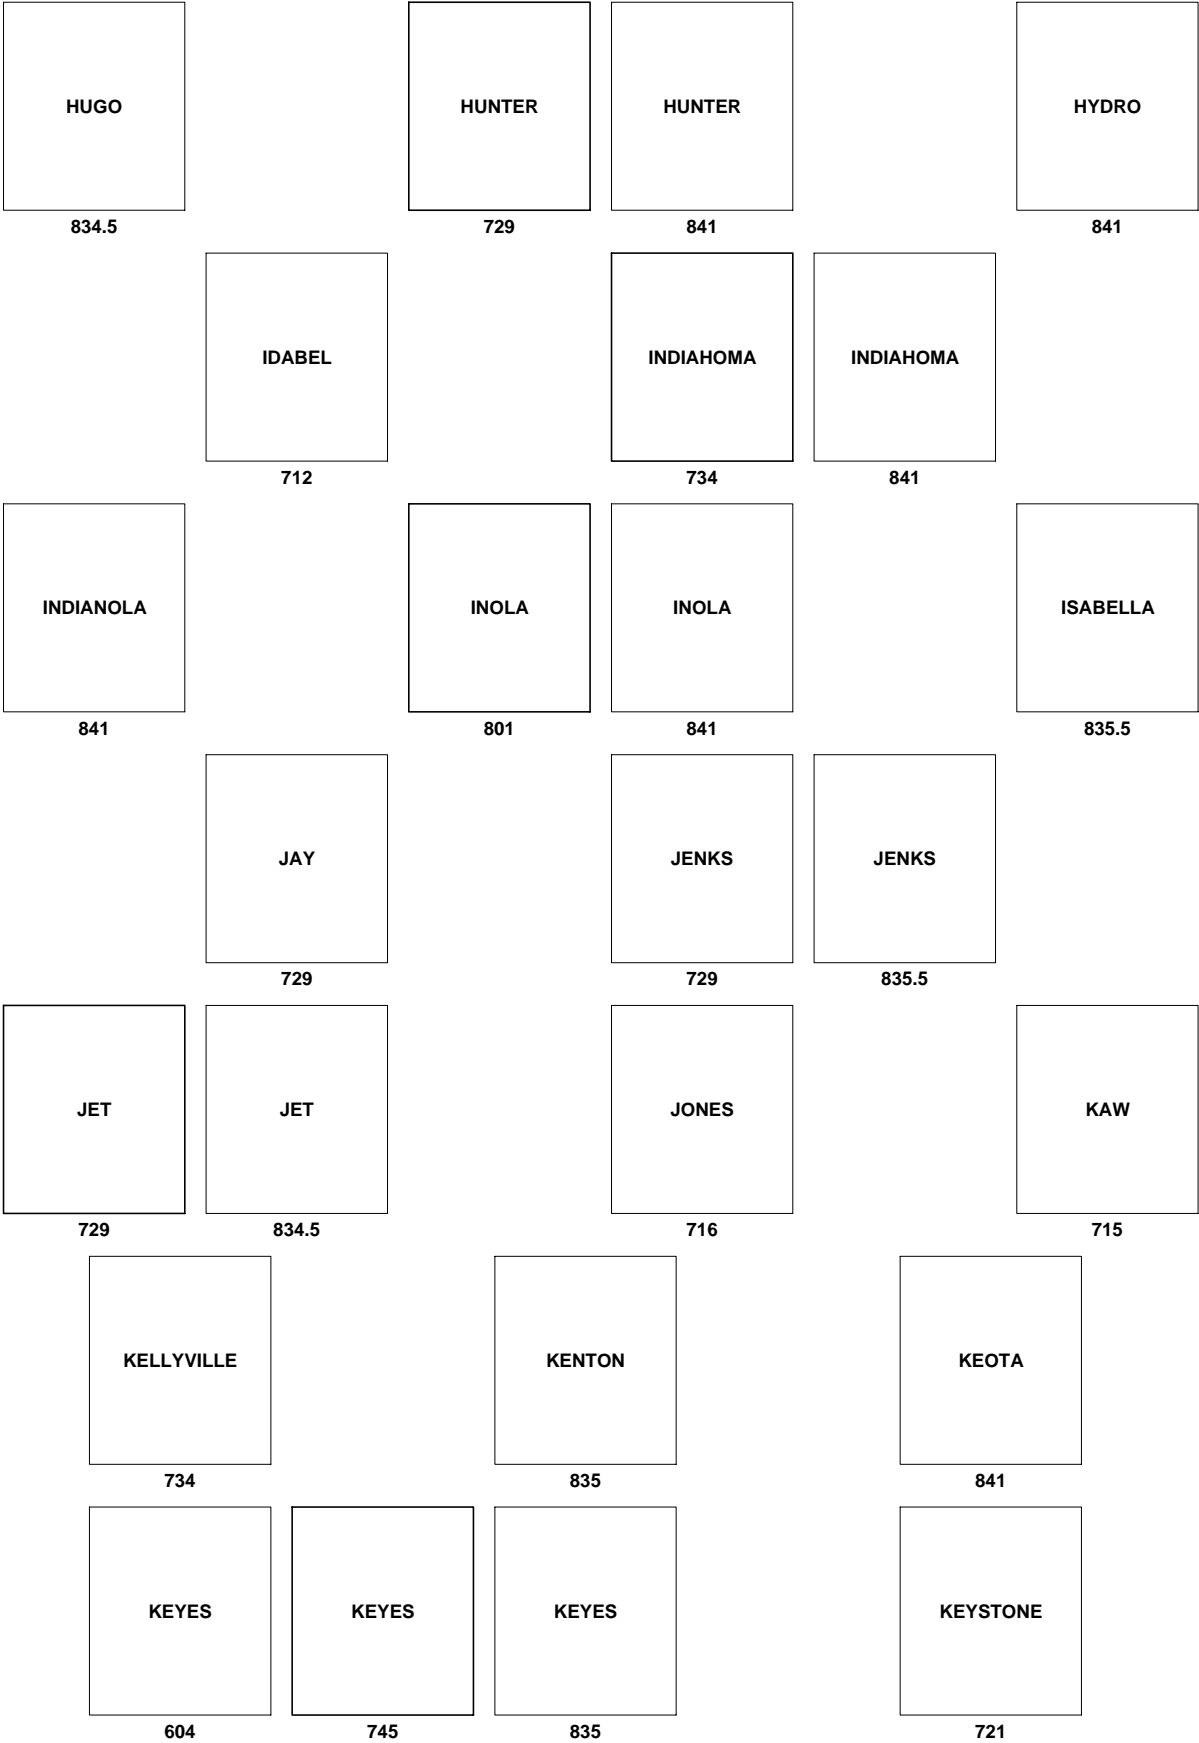 HUGO HUNTER HUNTER HYDRO
834.5 729 841 841
IDABEL INDIAHOMA INDIAHOMA
712 734 841
INDIANOLA INOLA INOLA ISABELLA
841 801 841 835.5
JAY JENKS JENKS
729 729 835.5
JET JET JONES KAW
729 834.5 716 715
KELLYVILLE KENTON KEOTA
734 835 841
KEYES KEYES KEYES KEYSTONE
604 745 835 721